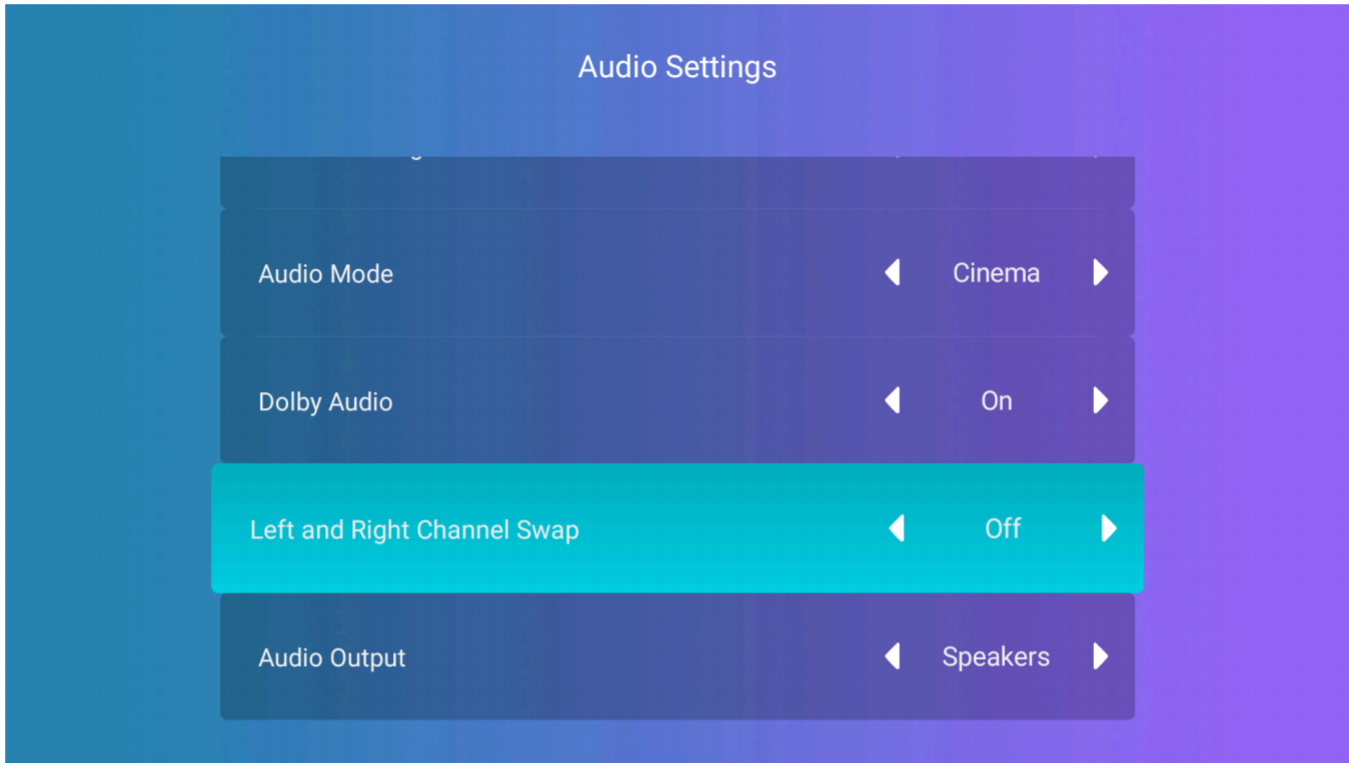 Audio Settings
Audio Mode Cinema
Dolby Audio On
Left and Right Channel Swap Off
Audio Output Speakers